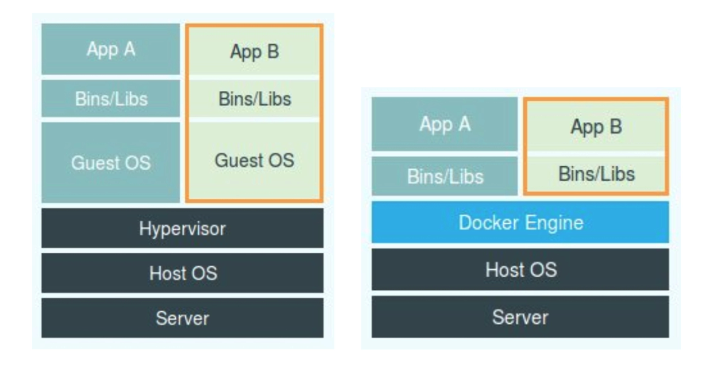 App A
App B
Bins/Libs
Bins/Libs
Guest OS
Guest OS
Hypervisor
Host OS
Server
App A
App B
Bins/Libs
Bins/Libs
Docker Engine
Host OS
Server